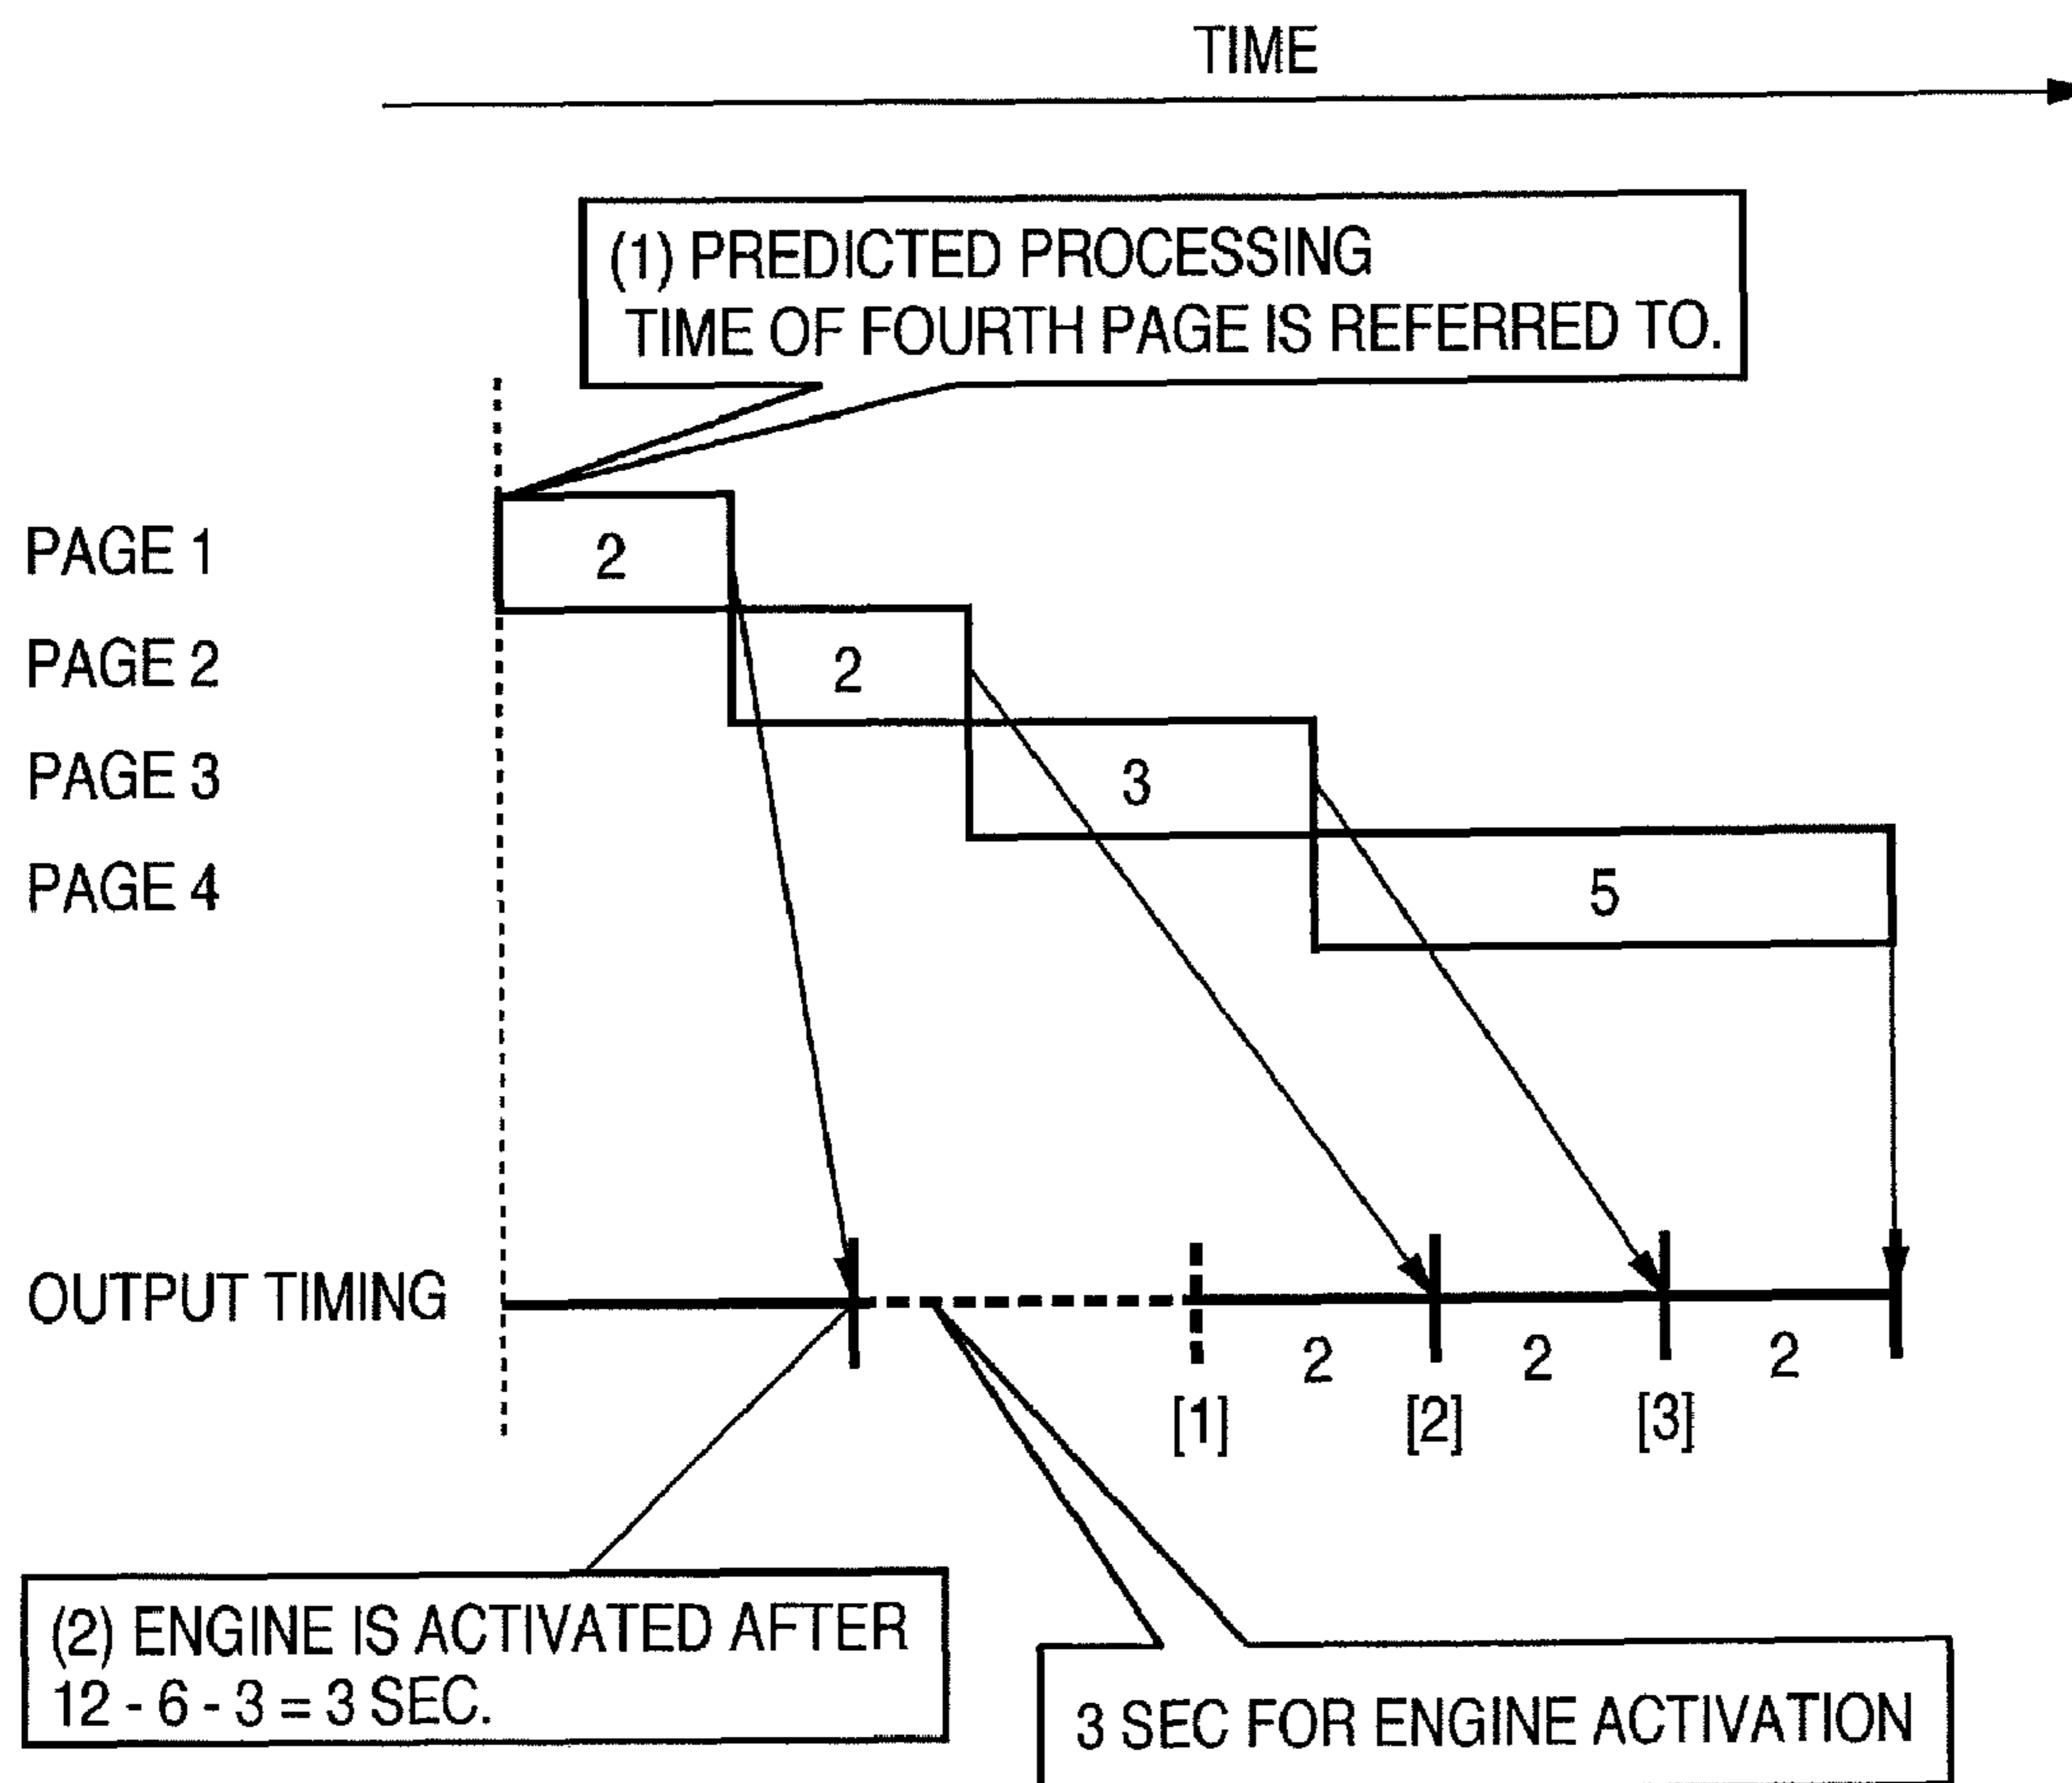 TIME
(1) PREDICTED PROCESSING
TIME OF FOURTH PAGE IS REFERRED TO.
PAGE 1
2
PAGE 2
2
PAGE 3
3
PAGE 4
5
OUTPUT TIMING
2
2
2
[1]
[2]
[3]
(2) ENGINE IS ACTIVATED AFTER
12 - 6 - 3 = 3 SEC.
3 SEC FOR ENGINE ACTIVATION